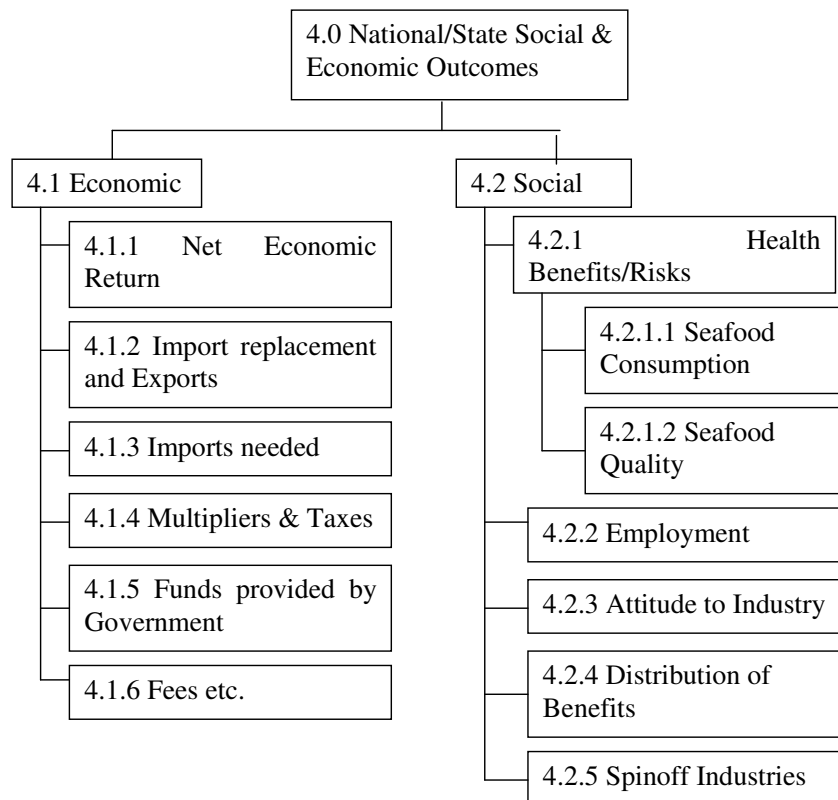 4.0 National/State Social &
Economic Outcomes
4.1 Economic
4.1.1 Net Economic
Return
4.1.2 Import replacement
and Exports
4.1.3 Imports needed
4.1.4 Multipliers & Taxes
4.1.5 Funds provided by
Government
4.1.6 Fees etc.
4.2 Social
4.2.1 Health
Benefits/Risks
4.2.1.1 Seafood
Consumption
4.2.1.2 Seafood
Quality
4.2.2 Employment
4.2.3 Attitude to Industry
4.2.4 Distribution of
Benefits
4.2.5 Spinoff Industries